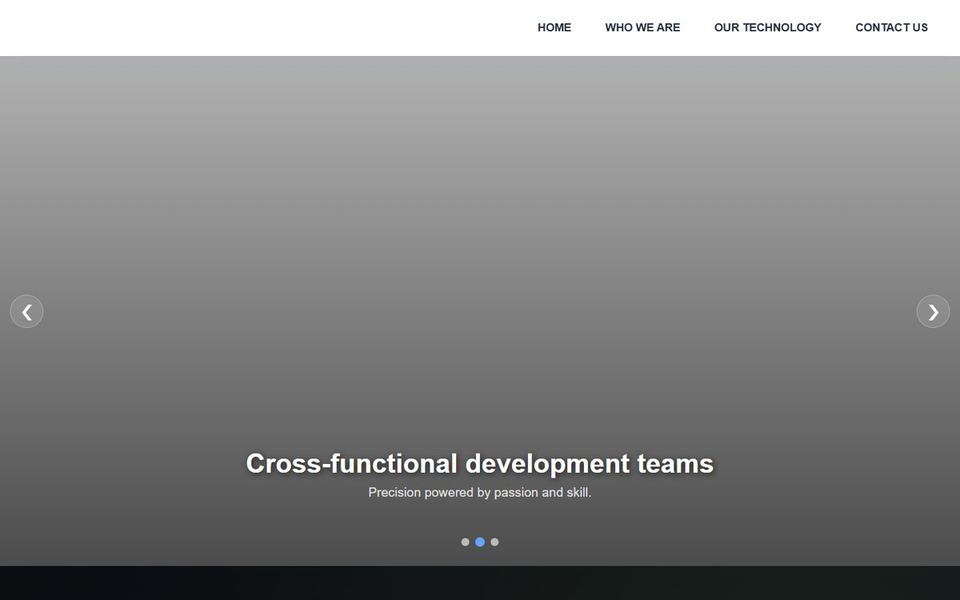 HOME
WHO WE ARE
OUR TECHNOLOGY
CONTACT US
Cross-functional development teams
Precision powered by passion and skill.